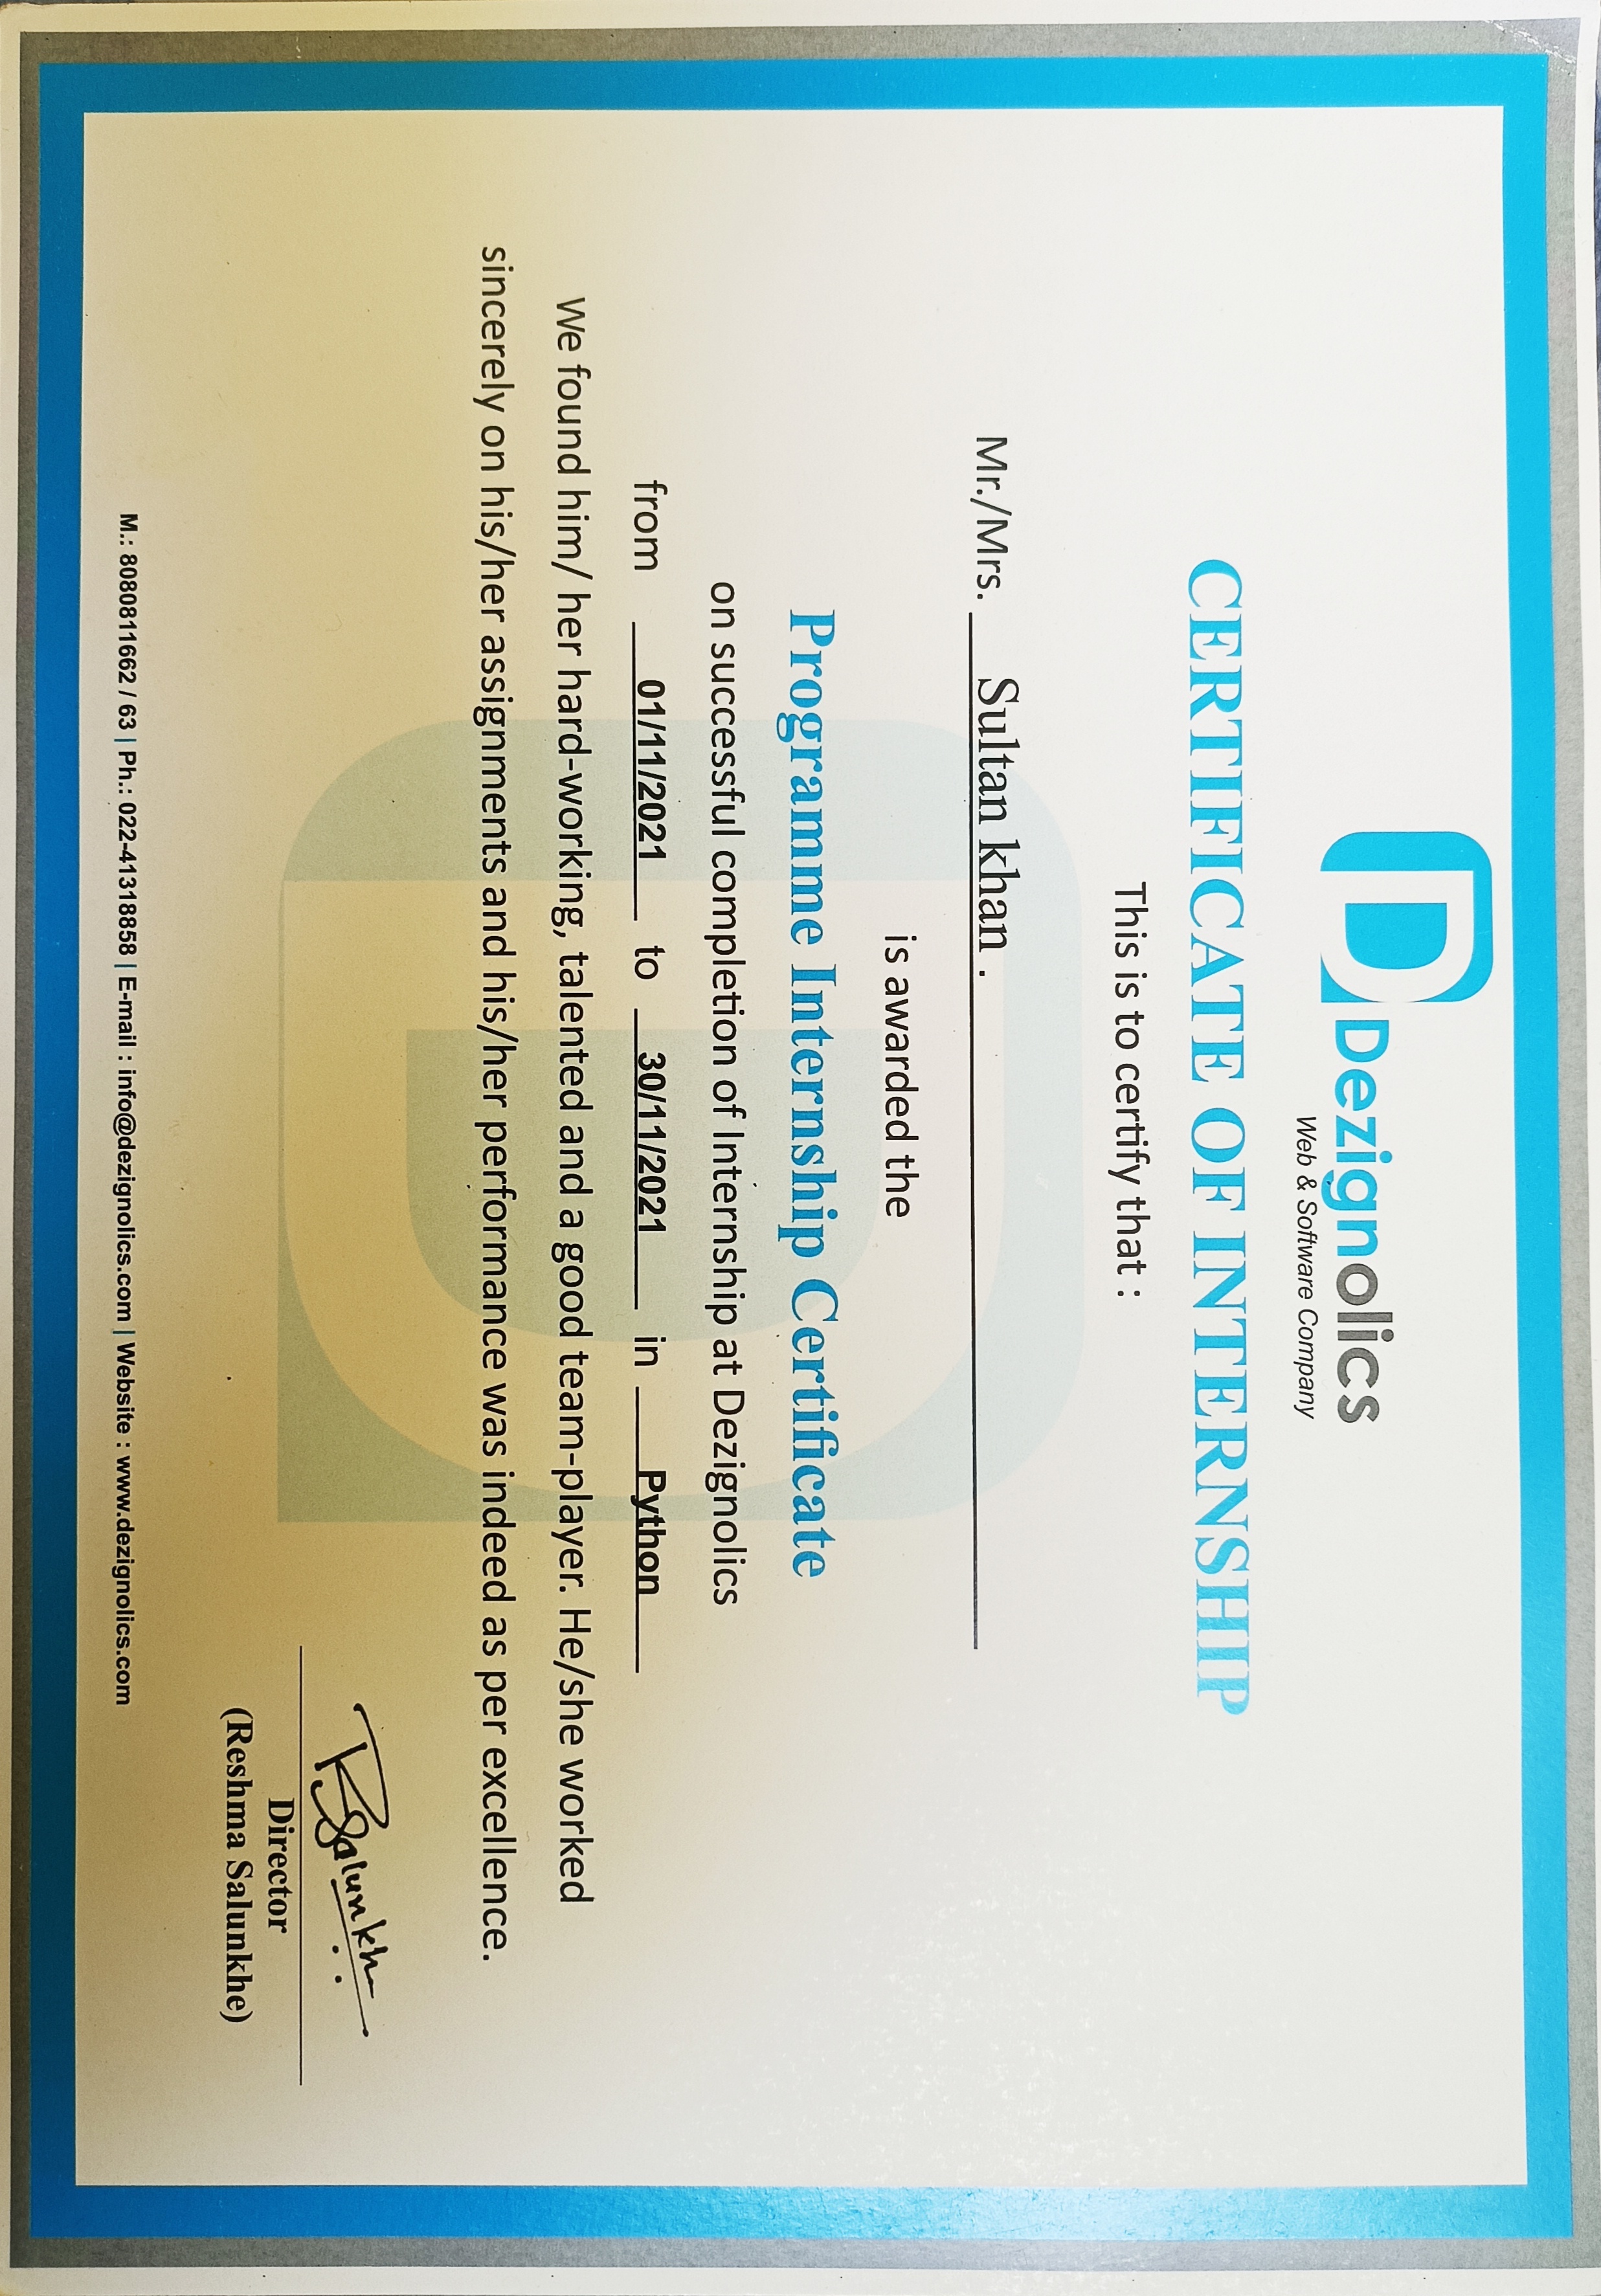 Dezignolics
Web & Software Company
CERTIFICATE OF INTERNSHIP
This is to certify that :
Mr./Mrs. Sultan khan .
is awarded the
Programme Internship Certificate
on successful completion of Internship at Dezignolics
from 01/11/2021 to 30/11/2021 in Python
We found him/ her hard-working, talented and a good team-player. He/she worked
sincerely on his/her assignments and his/her performance was indeed as per excellence.
RSalunkhe
Director
(Reshma Salunkhe)
M.: 8080811662 / 63 | Ph.: 022-41318858 | E-mail : info@dezignolics.com | Website : www.dezignolics.com